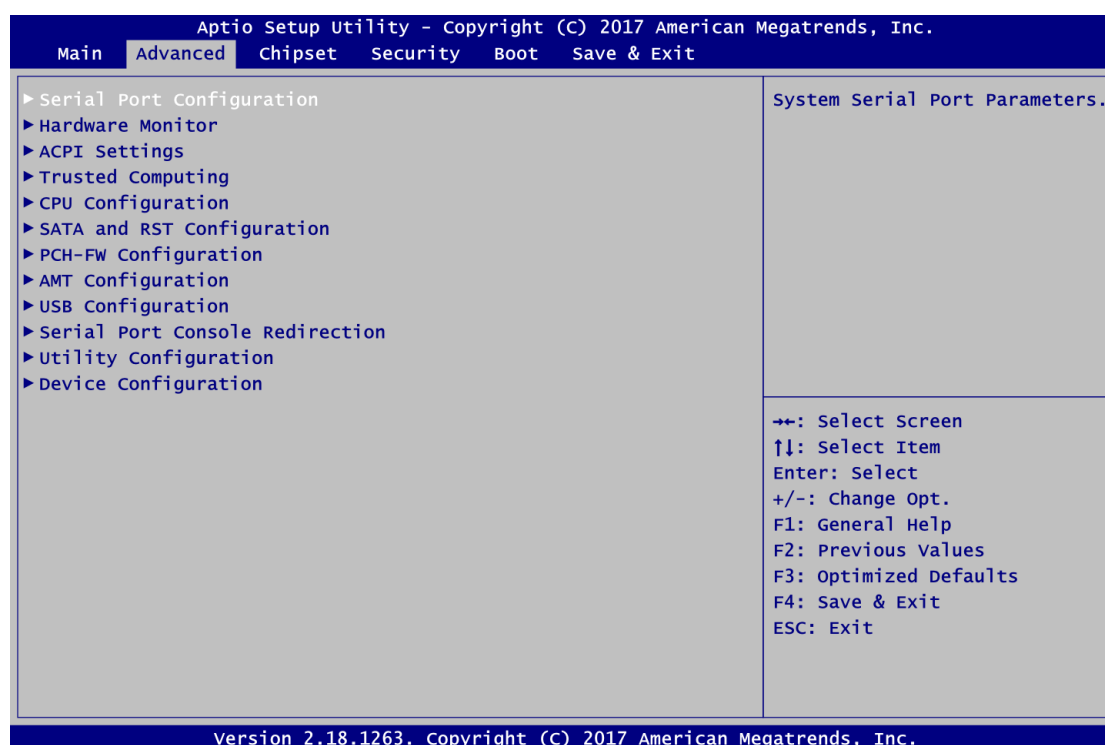 Aptio Setup Utility – Copyright (C) 2017 American Megatrends, Inc.
Main Advanced Chipset Security Boot Save & Exit
▶ Serial Port Configuration
▶ Hardware Monitor
▶ ACPI Settings
▶ Trusted Computing
▶ CPU Configuration
▶ SATA and RST Configuration
▶ PCH-FW Configuration
▶ AMT Configuration
▶ USB Configuration
▶ Serial Port Console Redirection
▶ Utility Configuration
▶ Device Configuration
System Serial Port Parameters.
→←: Select Screen
↑↓: Select Item
Enter: Select
+/-: Change Opt.
F1: General Help
F2: Previous Values
F3: Optimized Defaults
F4: Save & Exit
ESC: Exit
Version 2.18.1263. Copyright (C) 2017 American Megatrends, Inc.